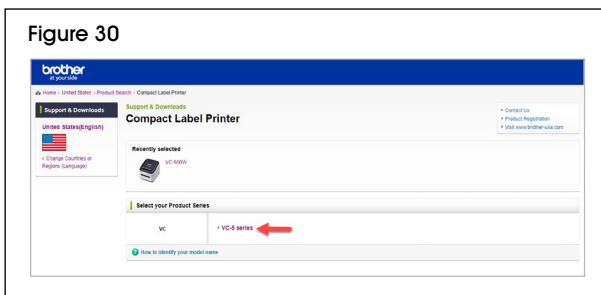 Figure 30
brother
at your side
Home > United States > Product Search > Compact Label Printer
Support & Downloads
United States(English)
Change Countries or
Regions (Language)
Support & Downloads
Compact Label Printer
Contact Us
Product Registration
Visit www.brother-usa.com
Recently selected
VC-500W
Select your Product Series
VC
VC-5 series
How to identify your model name